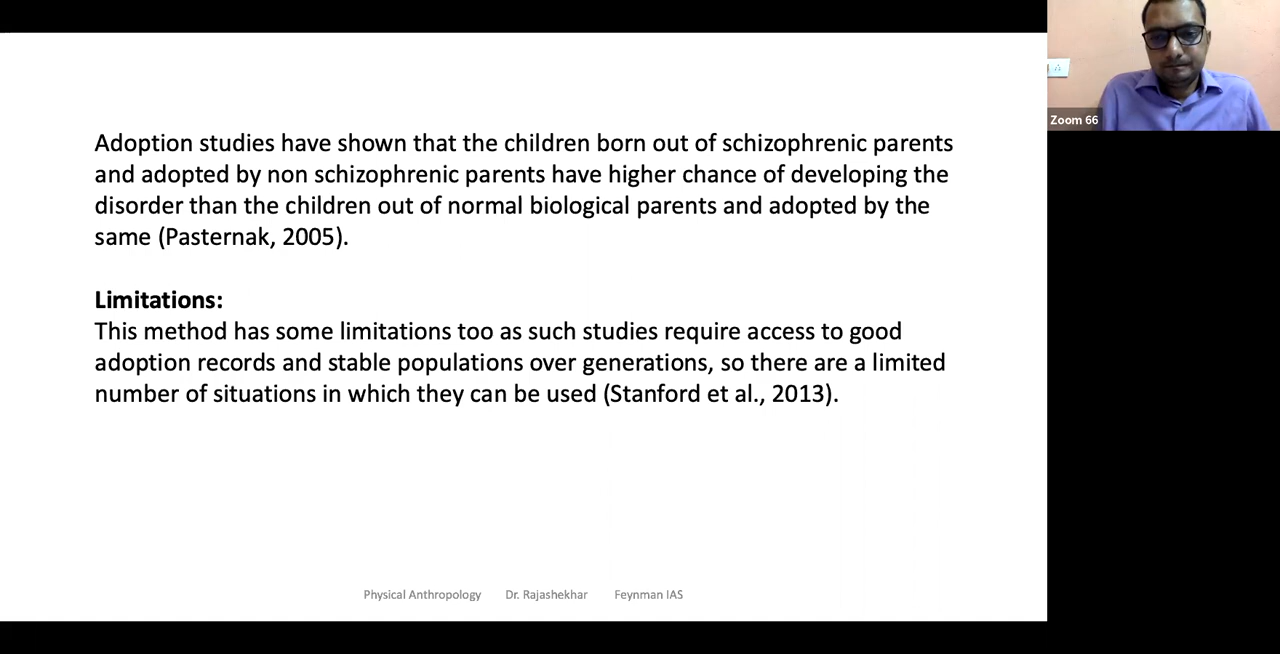 Adoption studies have shown that the children born out of schizophrenic parents
and adopted by non schizophrenic parents have higher chance of developing the
disorder than the children out of normal biological parents and adopted by the
same (Pasternak, 2005).
Limitations:
This method has some limitations too as such studies require access to good
adoption records and stable populations over generations, so there are a limited
number of situations in which they can be used (Stanford et al., 2013).
Physical Anthropology Dr. Rajashekhar Feynman IAS
Zoom 66